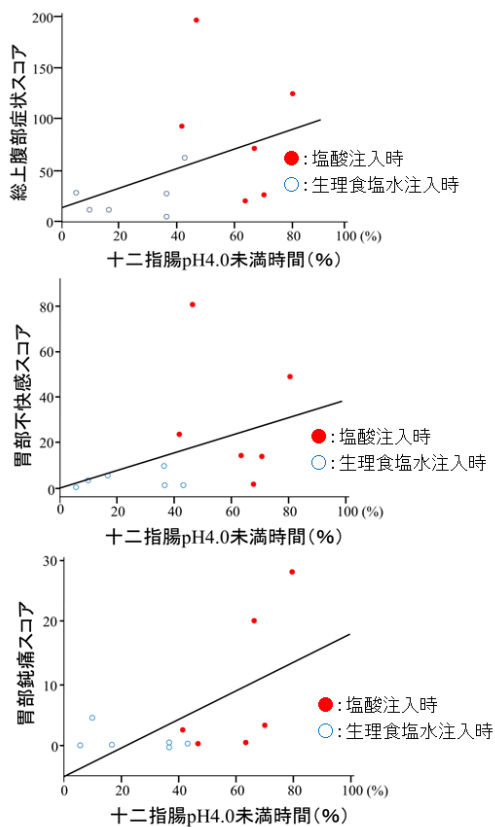 総上腹部症状スコア
200
150
100
50
0
0 20 40 60 80 100 (%)
十二指腸pH4.0未満時間(%)
●:塩酸注入時
○:生理食塩水注入時
胃部不快感スコア
80
60
40
20
0
0 20 40 60 80 100 (%)
十二指腸pH4.0未満時間(%)
●:塩酸注入時
○:生理食塩水注入時
胃部鈍痛スコア
30
20
10
0
0 20 40 60 80 100 (%)
十二指腸pH4.0未満時間(%)
●:塩酸注入時
○:生理食塩水注入時